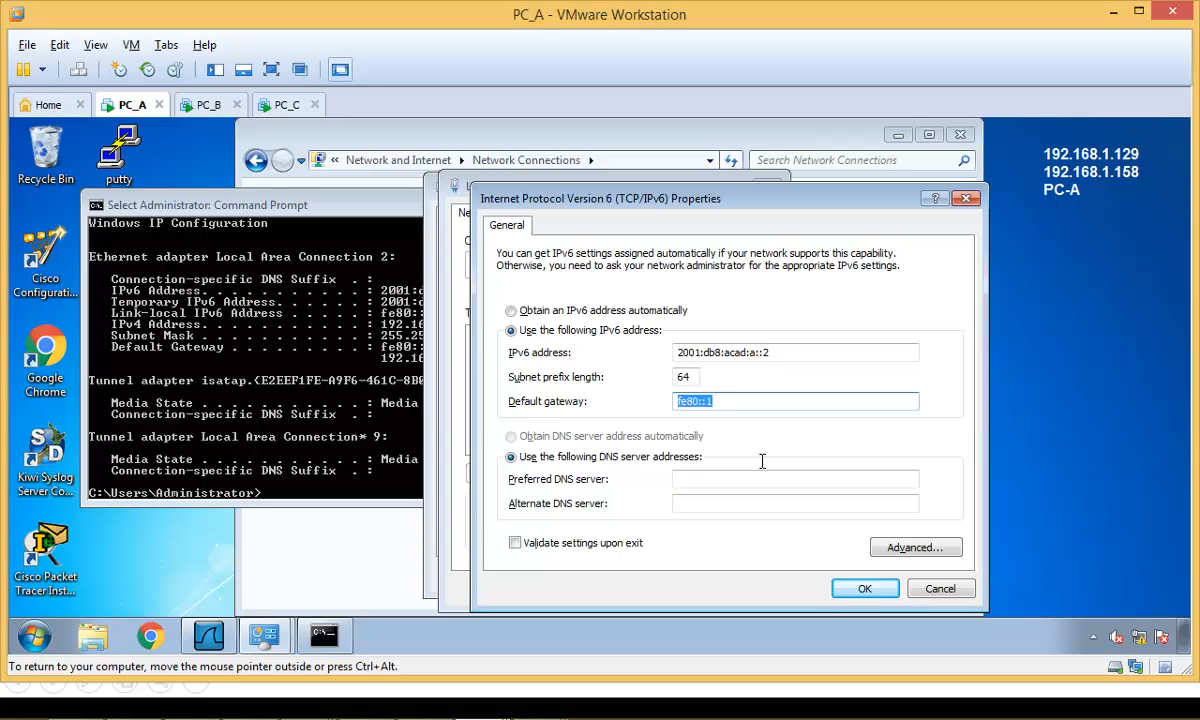 PC_A - VMware Workstation
File Edit View VM Tabs Help
Home PC_A PC_B PC_C
« Network and Internet Network Connections
Search Network Connections
192.168.1.129
192.168.1.158
PC-A
Recycle Bin
putty
Cisco
Configurati...
Google
Chrome
Kiwi Syslog
Server Co...
Cisco Packet
Tracer Inst...
Select Administrator: Command Prompt
Windows IP Configuration
Ethernet adapter Local Area Connection 2:
Connection-specific DNS Suffix . :
IPv6 Address. . . . . . . . . . . : 2001:d
Temporary IPv6 Address. . . . . . : 2001:d
Link-local IPv6 Address . . . . . : fe80::
IPv4 Address. . . . . . . . . . . : 192.16
Subnet Mask . . . . . . . . . . . : 255.25
Default Gateway . . . . . . . . . : fe80::
192.16
Tunnel adapter isatap.{E2EEF1FE-A9F6-461C-8B0
Media State . . . . . . . . . . . : Media
Connection-specific DNS Suffix . :
Tunnel adapter Local Area Connection* 9:
Media State . . . . . . . . . . . : Media
Connection-specific DNS Suffix . :
C:\Users\Administrator>
Internet Protocol Version 6 (TCP/IPv6) Properties
General
You can get IPv6 settings assigned automatically if your network supports this capability.
Otherwise, you need to ask your network administrator for the appropriate IPv6 settings.
Obtain an IPv6 address automatically
Use the following IPv6 address:
IPv6 address: 2001:db8:acad:a::2
Subnet prefix length: 64
Default gateway: fe80::1
Obtain DNS server address automatically
Use the following DNS server addresses:
Preferred DNS server:
Alternate DNS server:
Validate settings upon exit
Advanced...
OK Cancel
To return to your computer, move the mouse pointer outside or press Ctrl+Alt.